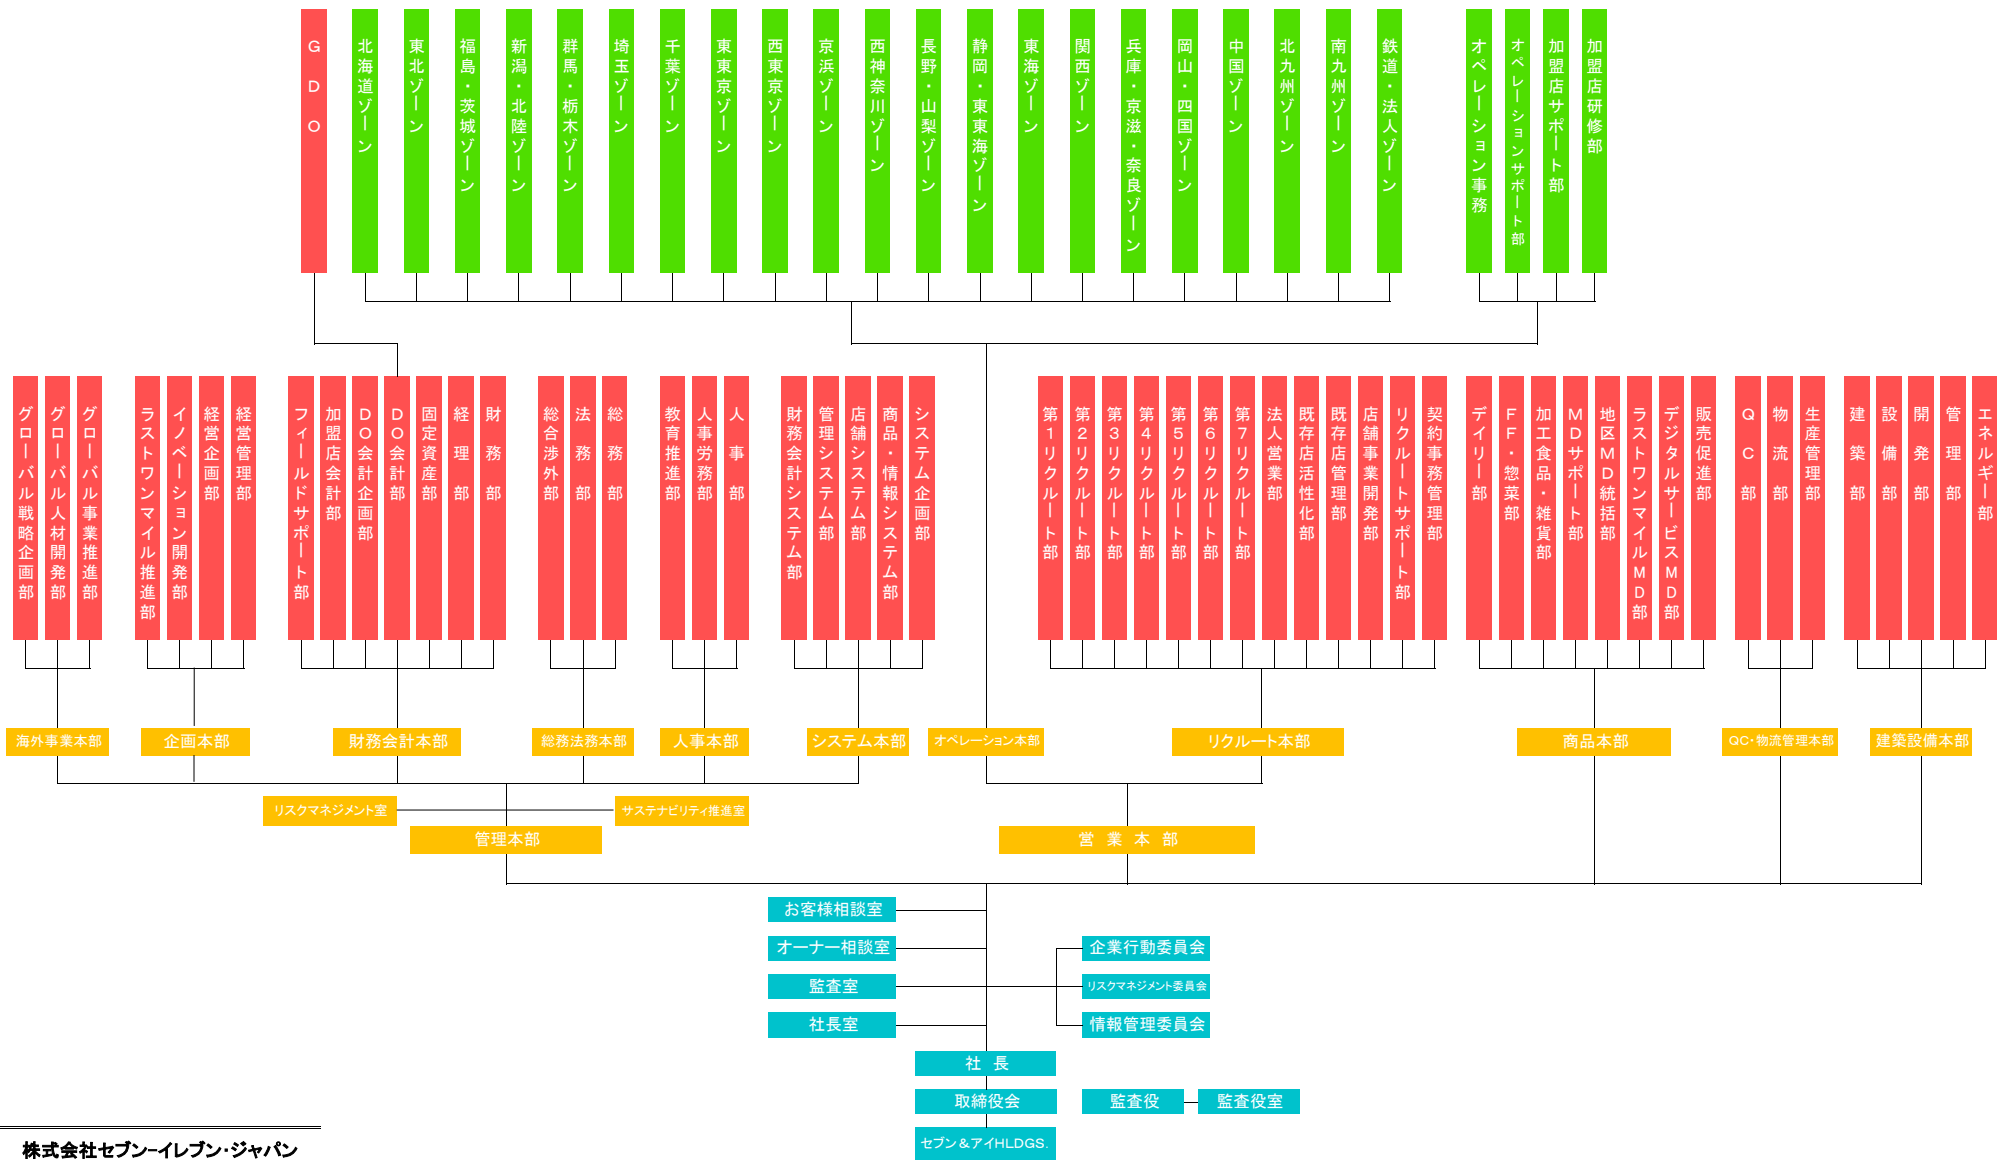 GDO
北海道ゾーン
東北ゾーン
福島・茨城ゾーン
新潟・北陸ゾーン
群馬・栃木ゾーン
埼玉ゾーン
千葉ゾーン
東東京ゾーン
西東京ゾーン
京浜ゾーン
西神奈川ゾーン
長野・山梨ゾーン
静岡・東東海ゾーン
東海ゾーン
関西ゾーン
兵庫・京滋・奈良ゾーン
岡山・四国ゾーン
中国ゾーン
北九州ゾーン
南九州ゾーン
鉄道・法人ゾーン
オペレーション事務
オペレーションサポート部
加盟店サポート部
加盟店研修部
グローバル戦略企画部
グローバル人材開発部
グローバル事業推進部
ラストワンマイル推進部
イノベーション開発部
経営企画部
経営管理部
フィールドサポート部
加盟店会計部
DO会計企画部
DO会計部
固定資産部
経理部
財務部
総合渉外部
法務部
総務部
教育推進部
人事労務部
人事部
財務会計システム部
管理システム部
店舗システム部
商品・情報システム部
システム企画部
第1リクルート部
第2リクルート部
第3リクルート部
第4リクルート部
第5リクルート部
第6リクルート部
第7リクルート部
法人営業部
既存店活性化部
既存店管理部
店舗事業開発部
リクルートサポート部
契約事務管理部
デイリー部
FF・惣菜部
加工食品・雑貨部
MDサポート部
地区MD統括部
ラストワンマイルMD部
デジタルサービスMD部
販売促進部
QC部
物流部
生産管理部
建築部
設備部
開発部
管理部
エネルギー部
海外事業本部
企画本部
財務会計本部
総務法務本部
人事本部
システム本部
オペレーション本部
リクルート本部
商品本部
QC・物流管理本部
建築設備本部
リスクマネジメント室
サステナビリティ推進室
管理本部
営 業 本 部
お客様相談室
オーナー相談室
企業行動委員会
監査室
リスクマネジメント委員会
社長室
情報管理委員会
社 長
取締役会
監査役
監査役室
セブン&アイHLDGS.
株式会社セブン-イレブン・ジャパン